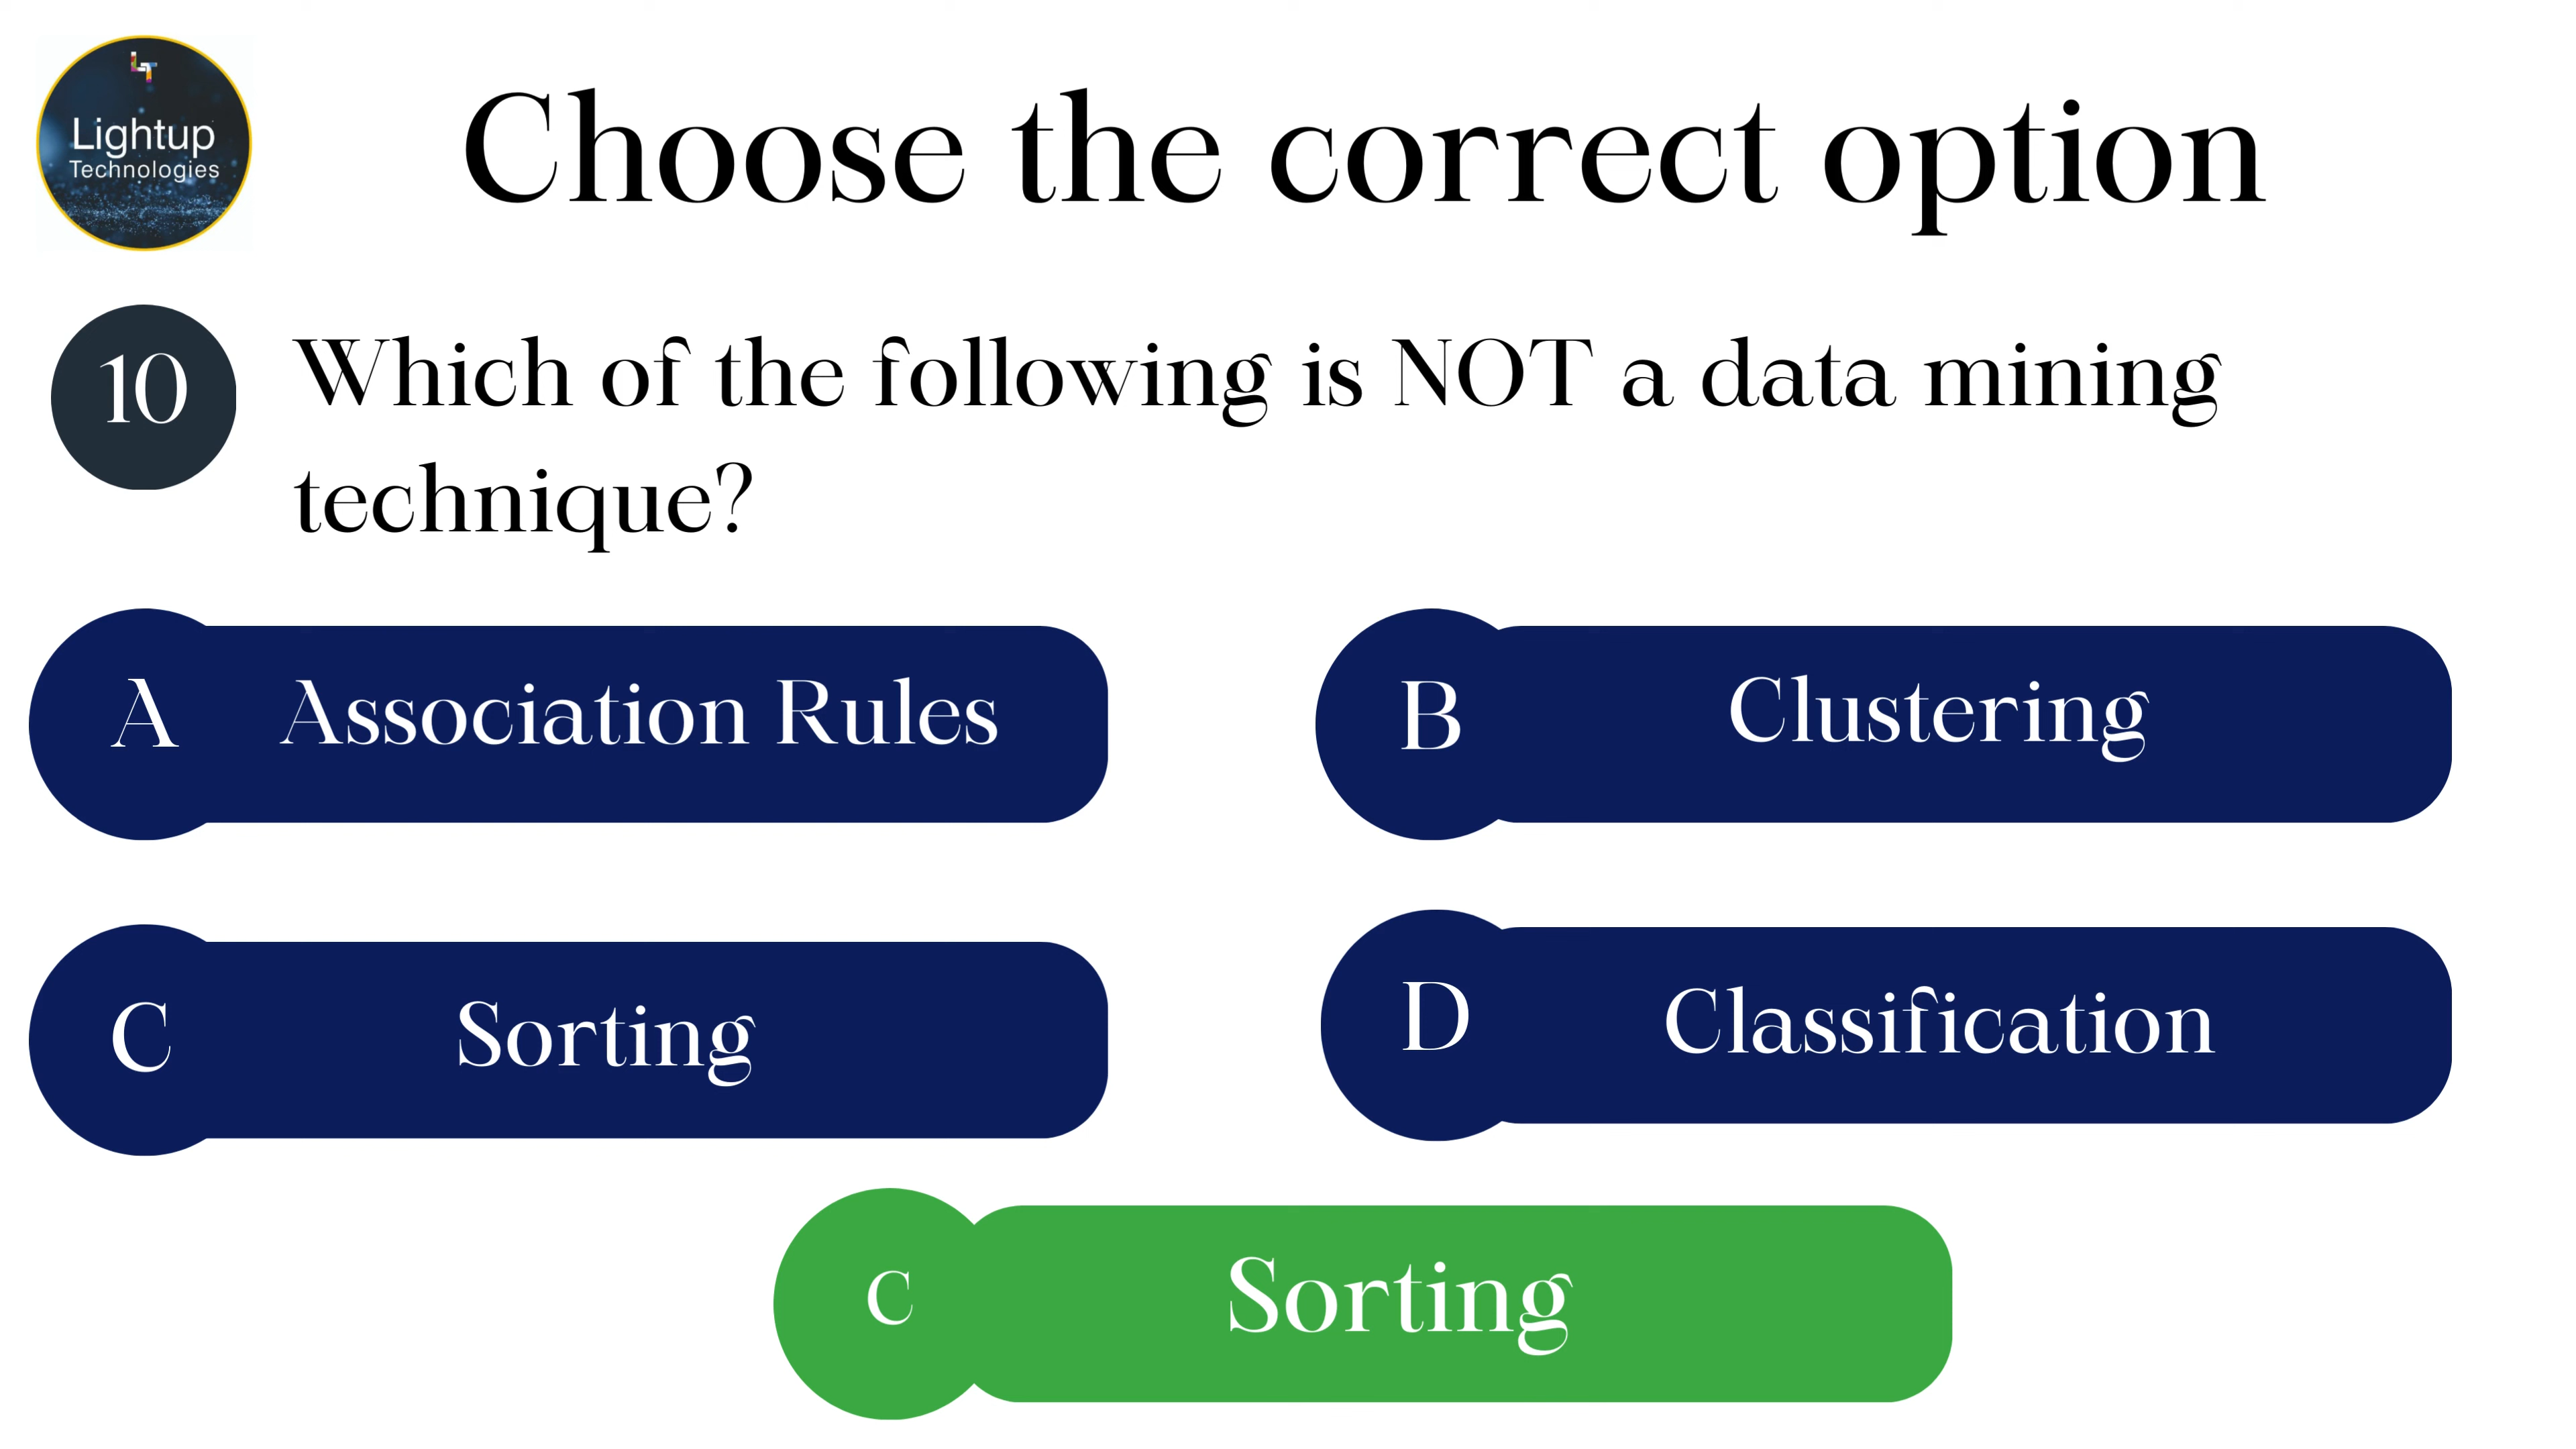 LT
Lightup
Technologies
Choose the correct option
10
Which of the following is NOT a data mining
technique?
A Association Rules
B Clustering
C Sorting
D Classification
C Sorting